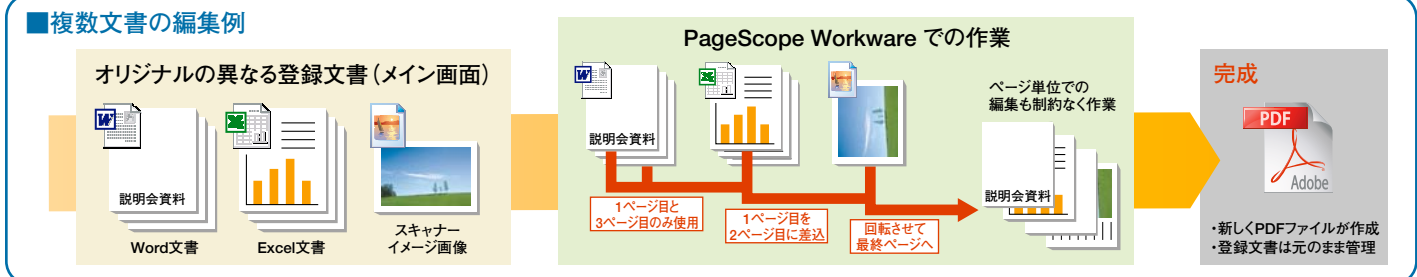 ■複数文書の編集例
オリジナルの異なる登録文書（メイン画面）
W
X
説明会資料
Word文書
Excel文書
スキャナー
イメージ画像
PageScope Workware での作業
W
X
説明会資料
1ページ目と
3ページ目のみ使用
1ページ目を
2ページ目に差込
回転させて
最終ページへ
ページ単位での
編集も制約なく作業
説明会資料
完成
PDF
Adobe
・新しくPDFファイルが作成
・登録文書は元のまま管理